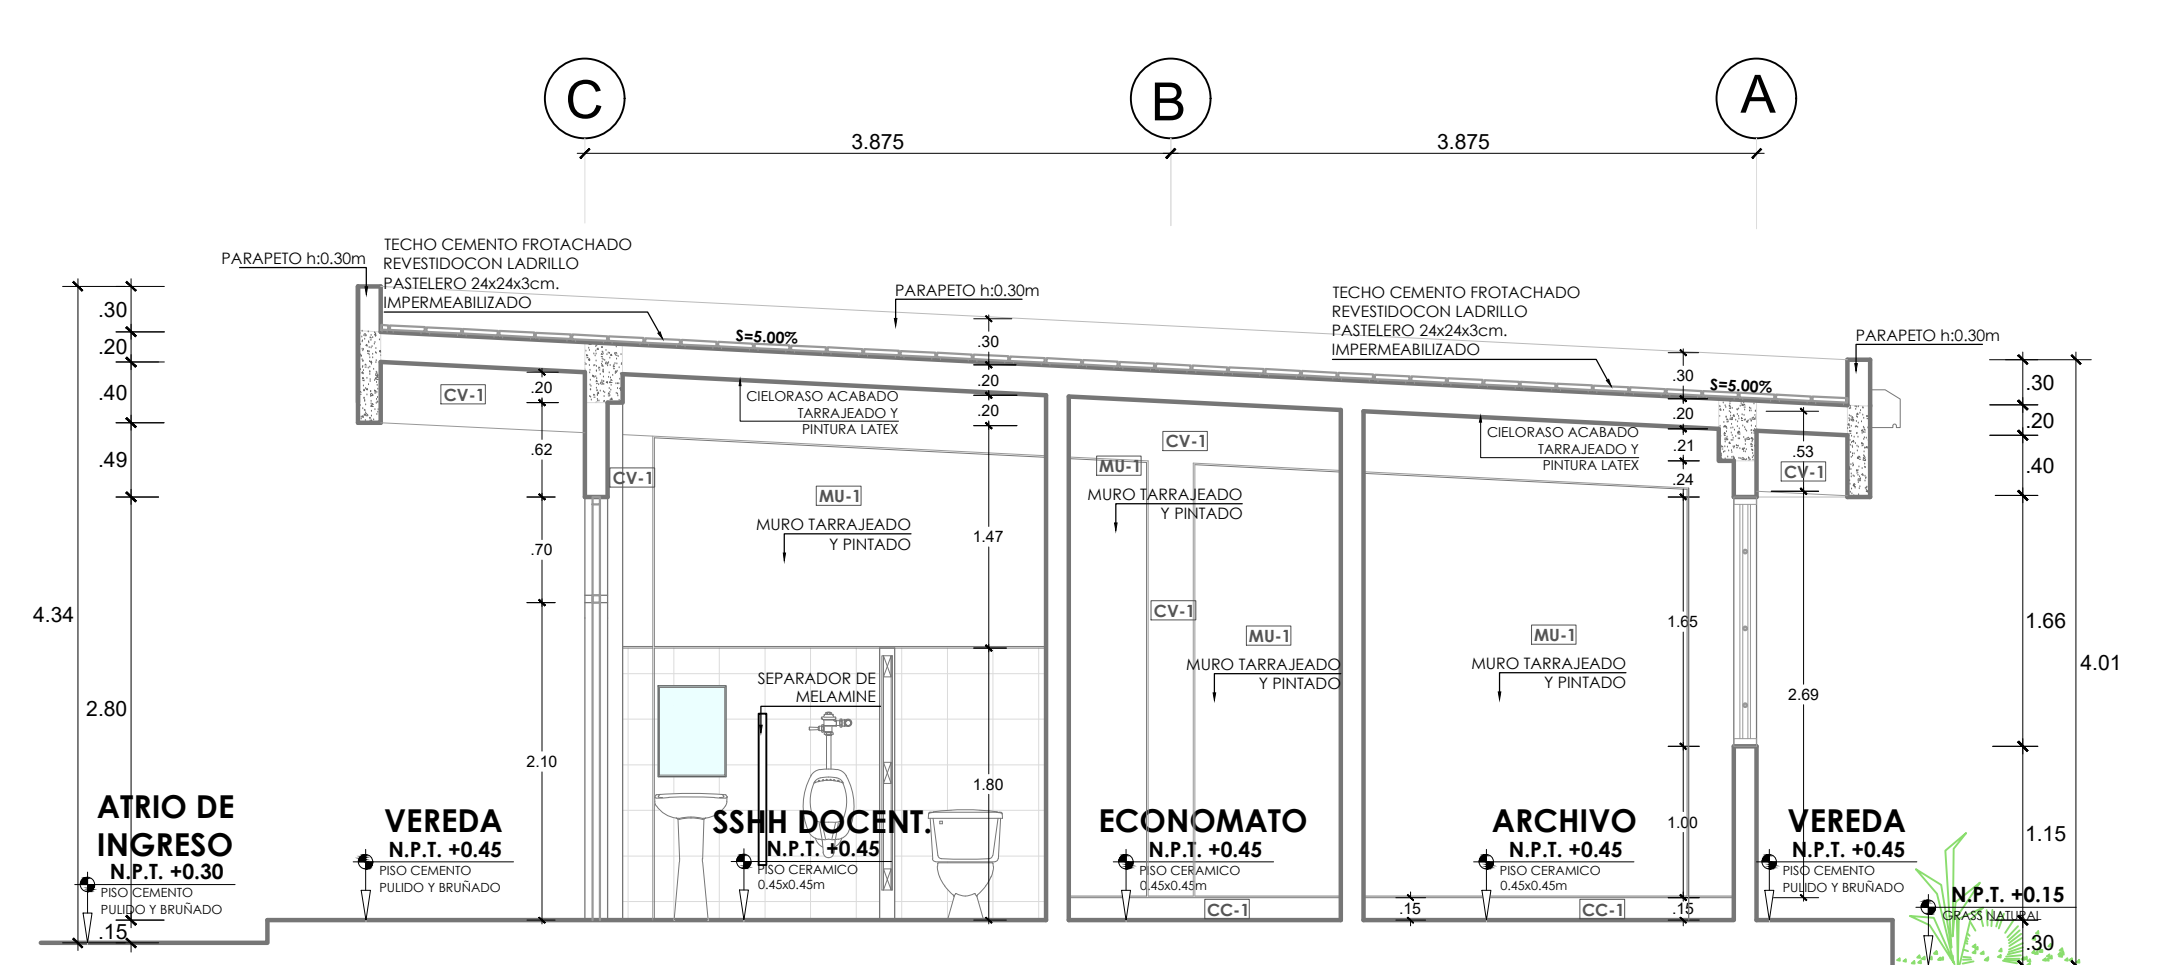 C
B
A
3.875
3.875
TECHO CEMENTO FROTACHADO
REVESTIDOCON LADRILLO
PASTELERO 24x24x3cm.
IMPERMEABILIZADO
PARAPETO h:0.30m
PARAPETO h:0.30m
TECHO CEMENTO FROTACHADO
REVESTIDOCON LADRILLO
PASTELERO 24x24x3cm.
IMPERMEABILIZADO
PARAPETO h:0.30m
S=5.00%
S=5.00%
.30
.20
.40
.49
4.34
2.80
.15
CV-1
.20
.62
.70
2.10
CV-1
.30
.20
.20
1.47
1.80
CIELORASO ACABADO
TARRAJEADO Y
PINTURA LATEX
MU-1
MURO TARRAJEADO
Y PINTADO
SEPARADOR DE
MELAMINE
CV-1
MU-1
MURO TARRAJEADO
Y PINTADO
CV-1
MU-1
MURO TARRAJEADO
Y PINTADO
CIELORASO ACABADO
TARRAJEADO Y
PINTURA LATEX
MU-1
MURO TARRAJEADO
Y PINTADO
.30
.20
.21
.24
1.65
1.00
.15
.15
.53
CV-1
2.69
.30
.20
.40
1.66
4.01
1.15
.30
ATRIO DE
INGRESO
N.P.T. +0.30
PISO CEMENTO
PULIDO Y BRUÑADO
VEREDA
N.P.T. +0.45
PISO CEMENTO
PULIDO Y BRUÑADO
SSHH DOCENT.
N.P.T. +0.45
PISO CERAMICO
0.45x0.45m
ECONOMATO
N.P.T. +0.45
PISO CERAMICO
0.45x0.45m
CC-1
ARCHIVO
N.P.T. +0.45
PISO CERAMICO
0.45x0.45m
CC-1
VEREDA
N.P.T. +0.45
PISO CEMENTO
PULIDO Y BRUÑADO
N.P.T. +0.15
GRASS NATURAL